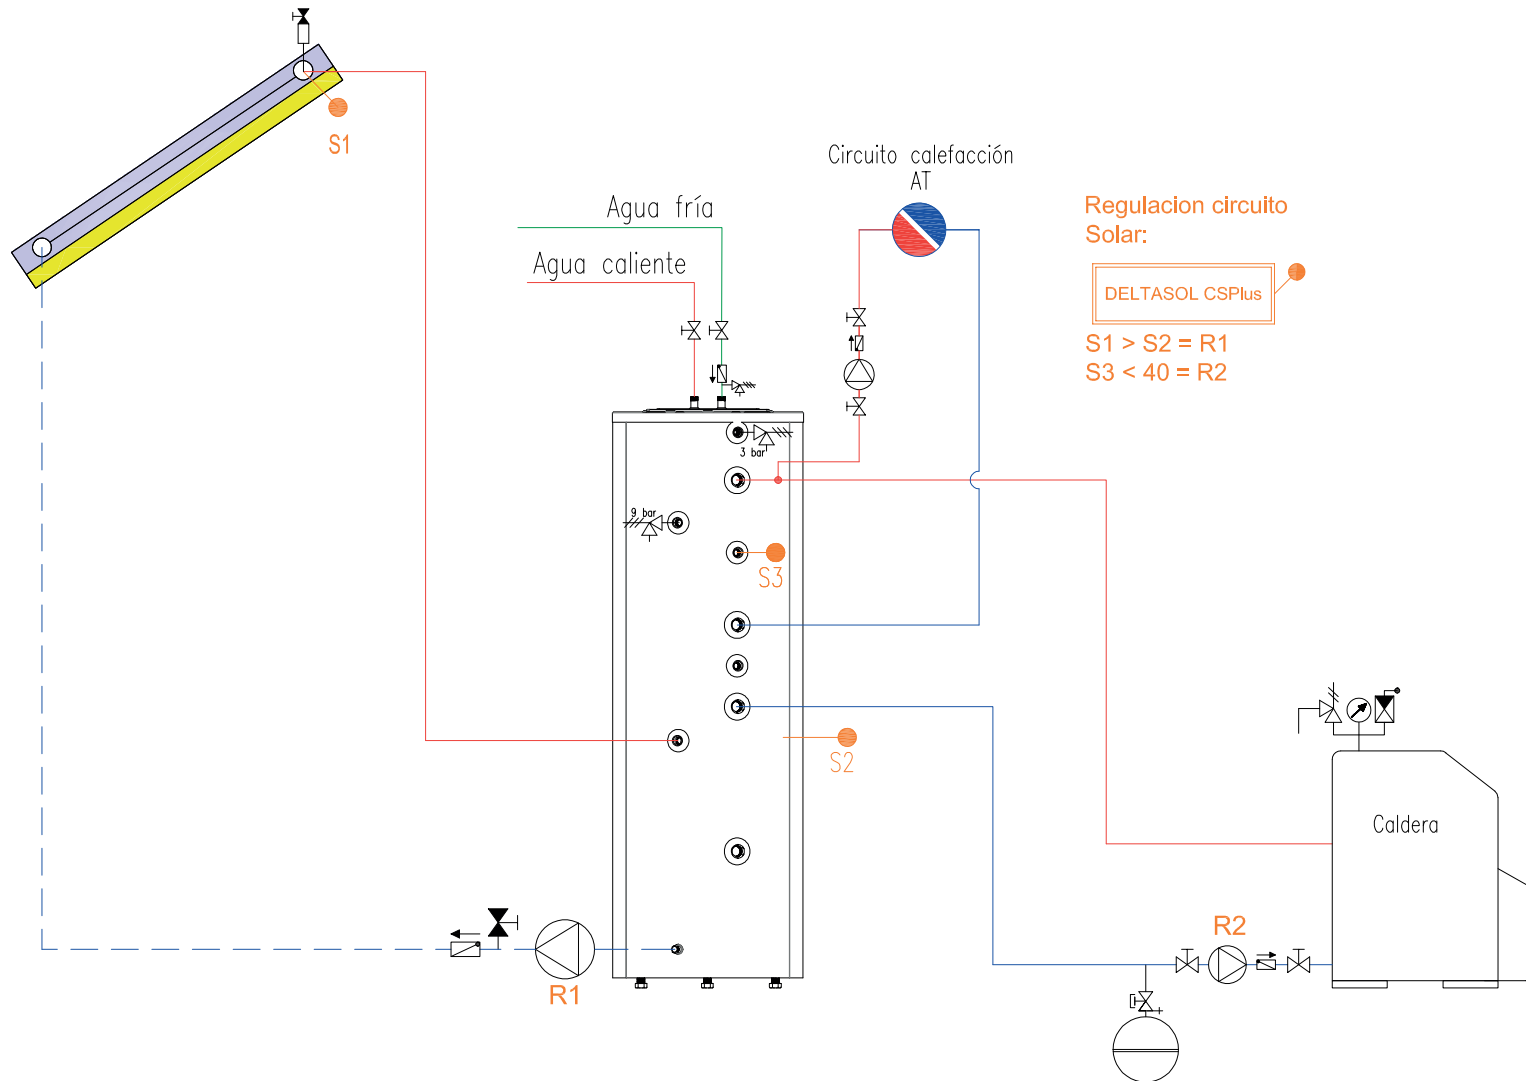 S1
Circuito calefacción
AT
Agua fría
Agua caliente
Regulacion circuito
Solar:
DELTASOL CSPlus
S1 > S2 = R1
S3 < 40 = R2
3 bar
9 bar
S3
S2
Caldera
R2
R1